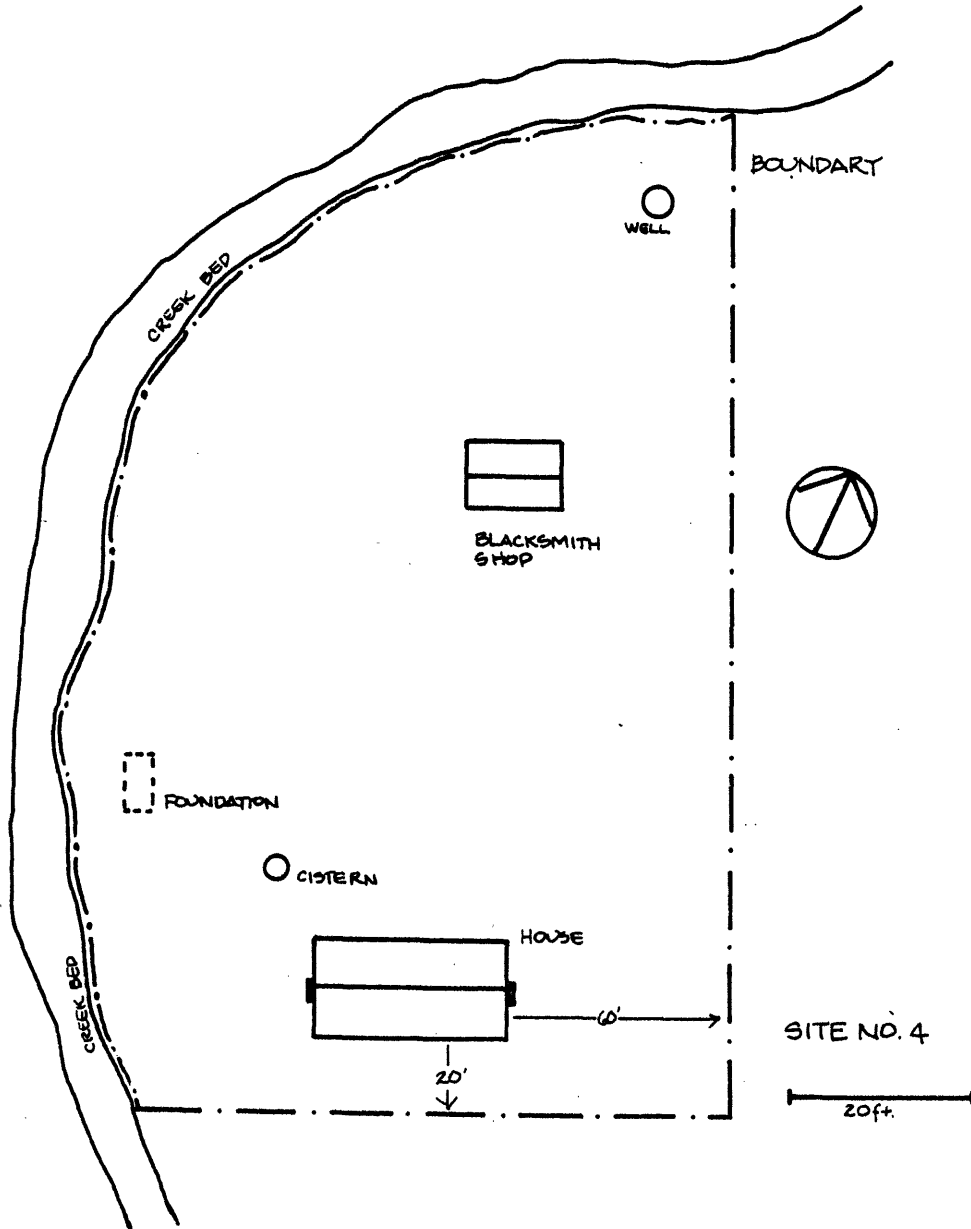 BOUNDARY
WELL
CREEK BED
BLACKSMITH
SHOP
FOUNDATION
CISTERN
HOUSE
CREEK BED
60'
SITE NO. 4
20'
20ft.